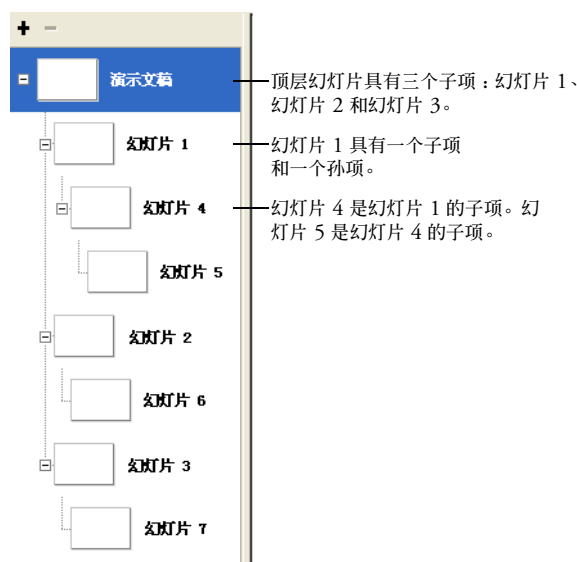 演示文稿
顶层幻灯片具有三个子项：幻灯片 1、
幻灯片 2 和幻灯片 3。
幻灯片 1
幻灯片 1 具有一个子项
和一个孙项。
幻灯片 4
幻灯片 4 是幻灯片 1 的子项。幻
灯片 5 是幻灯片 4 的子项。
幻灯片 5
幻灯片 2
幻灯片 6
幻灯片 3
幻灯片 7